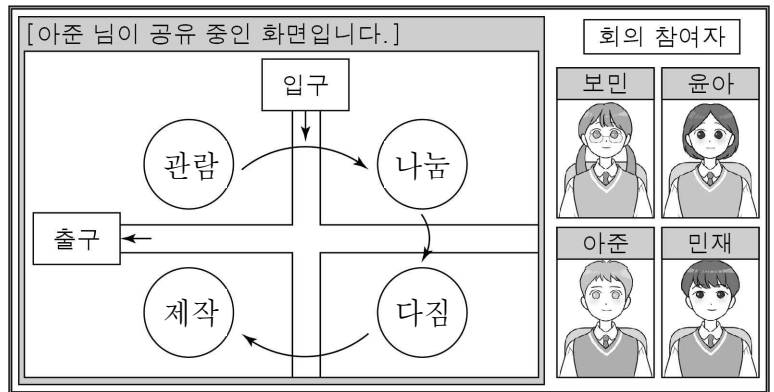 [아준 님이 공유 중인 화면입니다.]
회의 참여자
입구
보민
윤아
관람
나눔
출구
아준
민재
제작
다짐